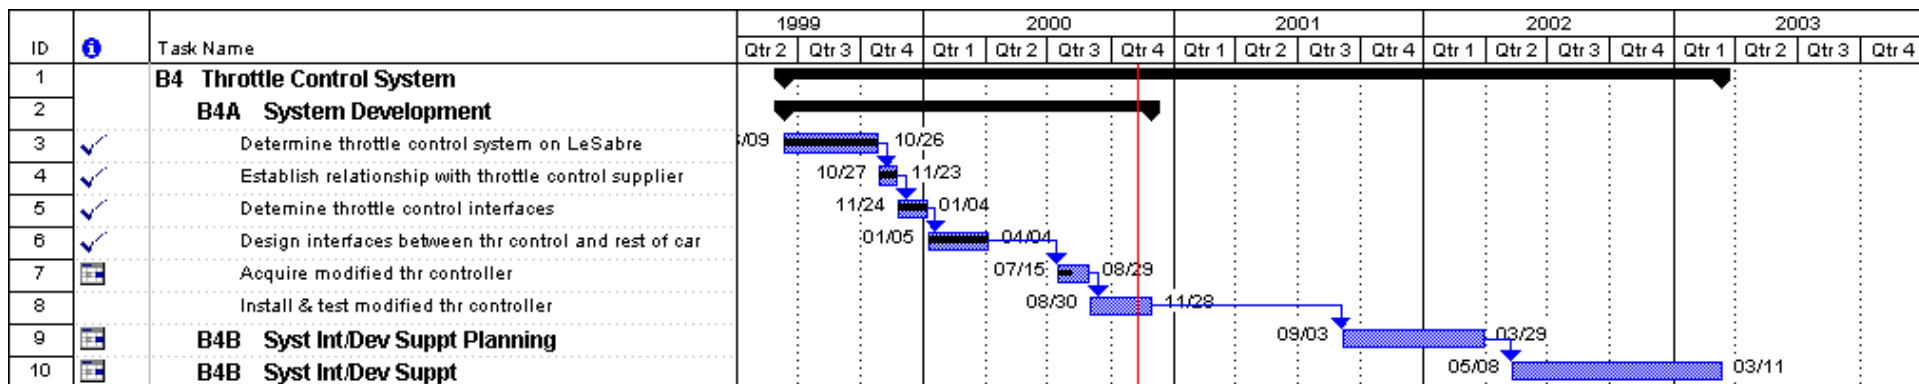 1999 2000 2001 2002 2003
ID Task Name Qtr 2 Qtr 3 Qtr 4 Qtr 1 Qtr 2 Qtr 3 Qtr 4 Qtr 1 Qtr 2 Qtr 3 Qtr 4 Qtr 1 Qtr 2 Qtr 3 Qtr 4 Qtr 1 Qtr 2 Qtr 3 Qtr 4
1 B4 Throttle Control System
2 B4A System Development
3 Determine throttle control system on LeSabre /09 10/26
4 Establish relationship with throttle control supplier 10/27 11/23
5 Detemine throttle control interfaces 11/24 01/04
6 Design interfaces between thr control and rest of car 01/05 04/04
7 Acquire modified thr controller 07/15 08/29
8 Install & test modified thr controller 08/30 11/28
9 B4B Syst Int/Dev Suppt Planning 09/03 03/29
10 B4B Syst Int/Dev Suppt 05/08 03/11